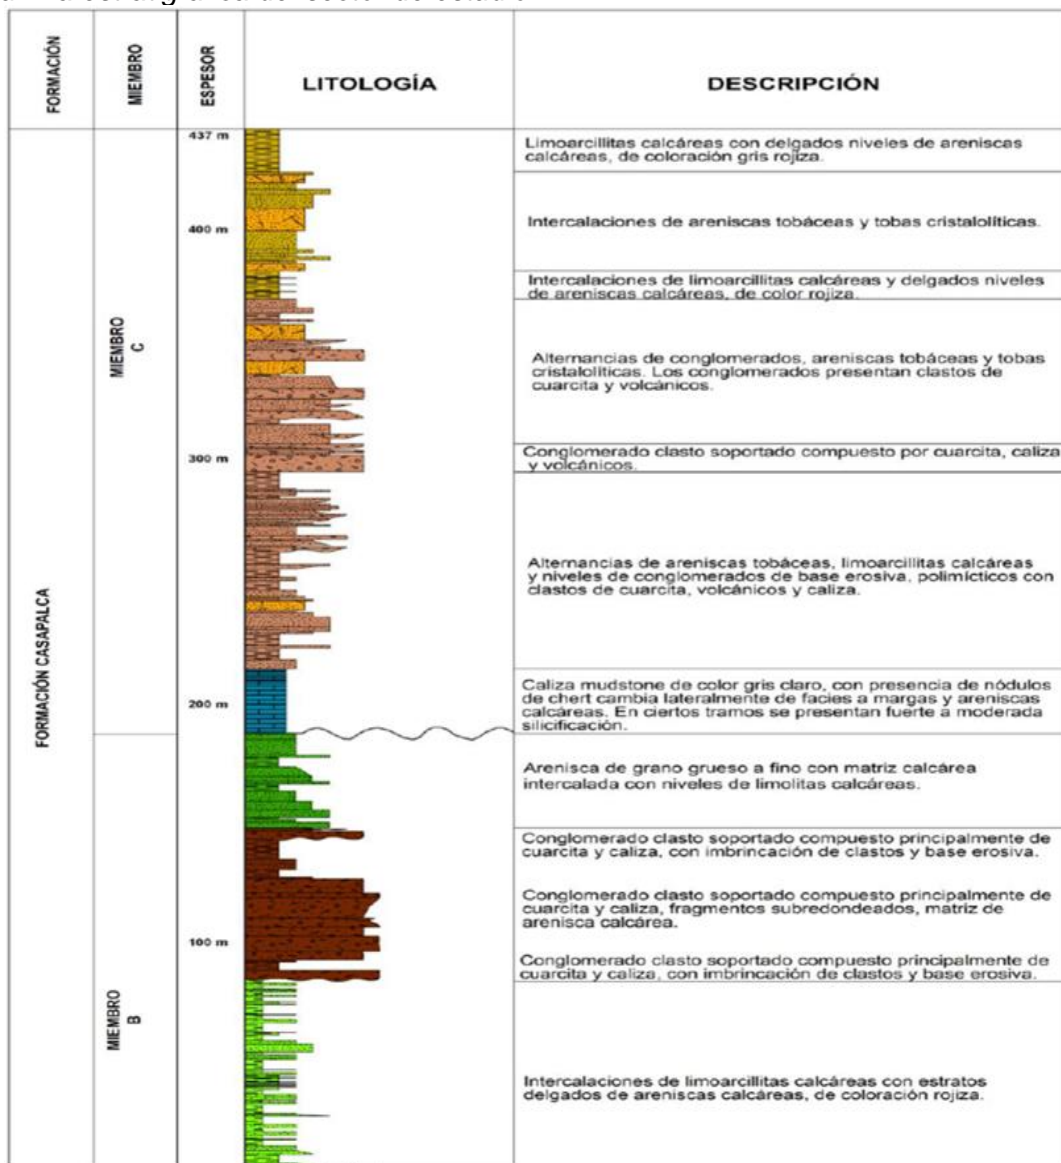 FORMACIÓN
MIEMBRO
ESPESOR
LITOLOGÍA
DESCRIPCIÓN
FORMACIÓN CASAPALCA
MIEMBRO
C
437 m
Limoarcillitas calcáreas con delgados niveles de areniscas
calcáreas, de coloración gris rojiza.
400 m
Intercalaciones de areniscas tobáceas y tobas cristalolíticas.
Intercalaciones de limoarcillitas calcáreas y delgados niveles
de areniscas calcáreas, de color rojiza.
Alternancias de conglomerados, areniscas tobáceas y tobas
cristalolíticas. Los conglomerados presentan clastos de
cuarcita y volcánicos.
300 m
Conglomerado clasto soportado compuesto por cuarcita, caliza
y volcánicos.
Alternancias de areniscas tobáceas, limoarcillitas calcáreas
y niveles de conglomerados de base erosiva, polimícticos con
clastos de cuarcita, volcánicos y caliza.
200 m
Caliza mudstone de color gris claro, con presencia de nódulos
de chert cambia lateralmente de facies a margas y areniscas
calcáreas. En ciertos tramos se presentan fuerte a moderada
silicificación.
MIEMBRO
B
Arenisca de grano grueso a fino con matriz calcárea
intercalada con niveles de limolitas calcáreas.
Conglomerado clasto soportado compuesto principalmente de
cuarcita y caliza, con imbrincación de clastos y base erosiva.
Conglomerado clasto soportado compuesto principalmente de
cuarcita y caliza, fragmentos subredondeados, matriz de
arenisca calcárea.
100 m
Conglomerado clasto soportado compuesto principalmente de
cuarcita y caliza, con imbrincación de clastos y base erosiva.
Intercalaciones de limoarcillitas calcáreas con estratos
delgados de areniscas calcáreas, de coloración rojiza.